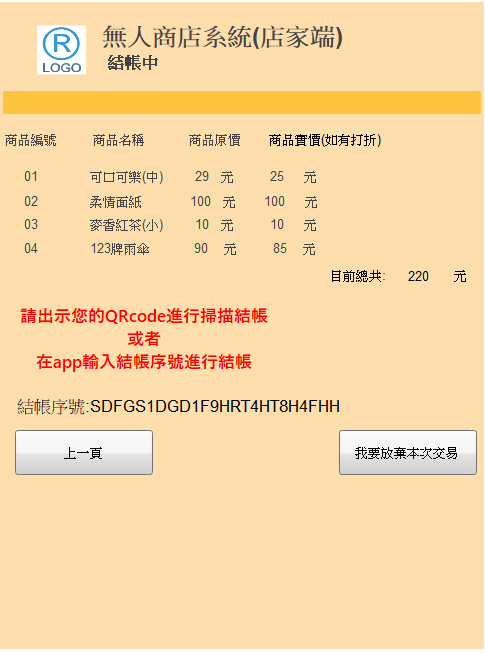 ®
LOGO
無人商店系統(店家端)
結帳中
商品編號 商品名稱 商品原價 商品實價(如有打折)
01 可口可樂(中) 29 元 25 元
02 柔情面紙 100 元 100 元
03 麥香紅茶(小) 10 元 10 元
04 123牌雨傘 90 元 85 元
目前總共: 220 元
請出示您的QRcode進行掃描結帳
或者
在app輸入結帳序號進行結帳
結帳序號:SDFGS1DGD1F9HRT4HT8H4FHH
上一頁 我要放棄本次交易